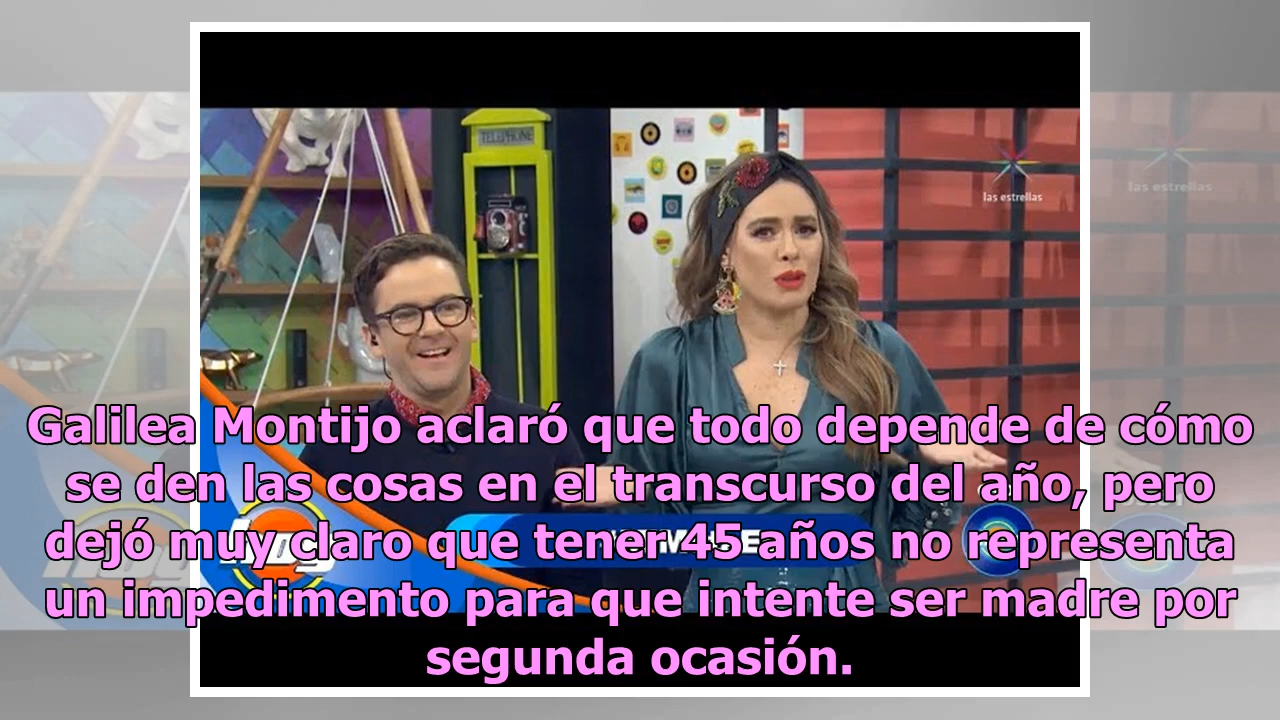 TELEPHONE
las estrellas
las estrellas
Galilea Montijo aclaró que todo depende de cómo
se den las cosas en el transcurso del año, pero
dejó muy claro que tener 45 años no representa
un impedimento para que intente ser madre por
segunda ocasión.